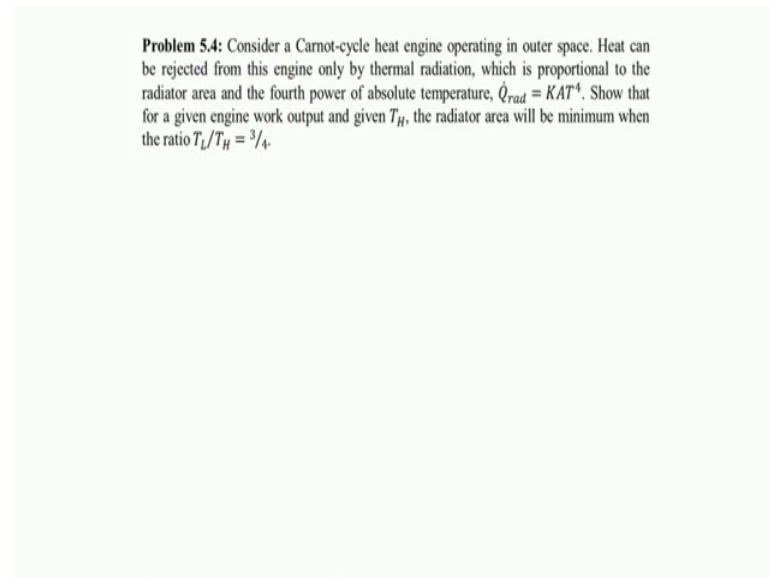 Problem 5.4: Consider a Carnot-cycle heat engine operating in outer space. Heat can
be rejected from this engine only by thermal radiation, which is proportional to the
radiator area and the fourth power of absolute temperature, Q̇rad = KAT⁴. Show that
for a given engine work output and given TH, the radiator area will be minimum when
the ratio TL/TH = ³/₄.